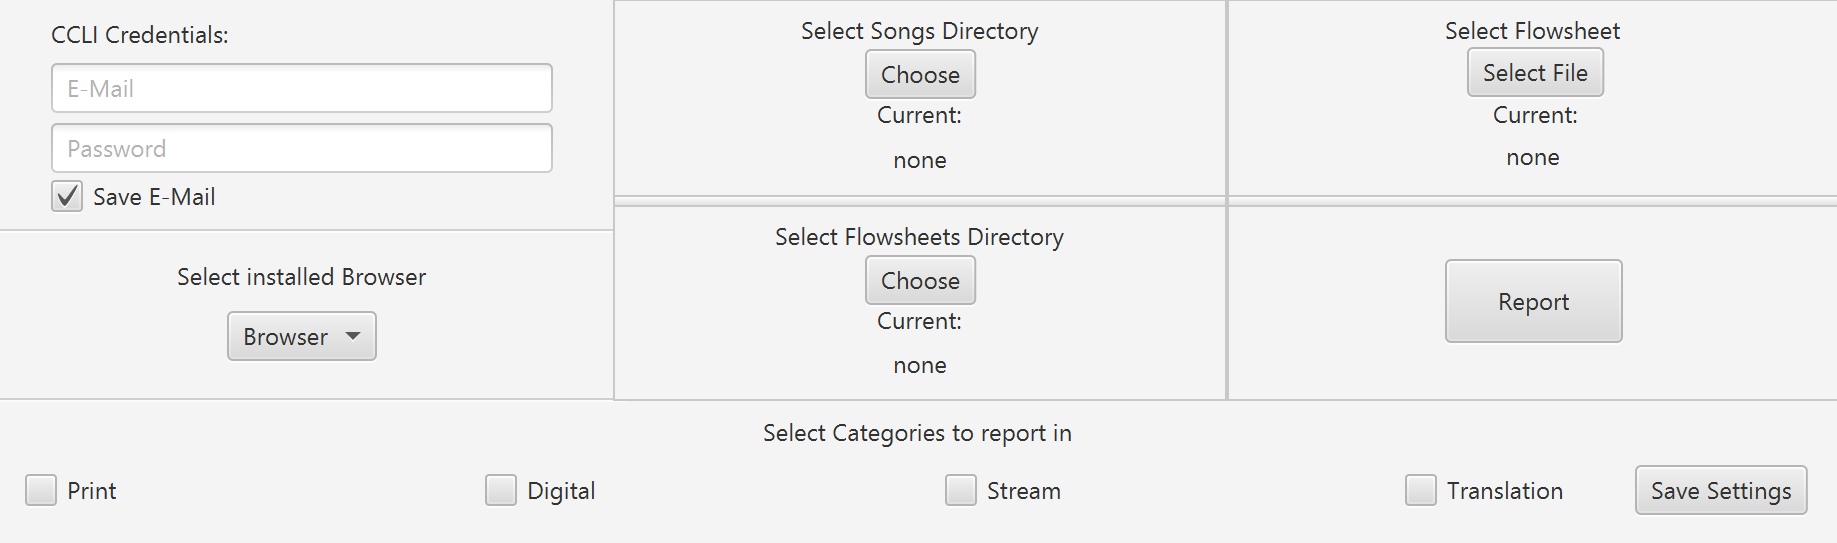 CCLI Credentials:
E-Mail
Password
Save E-Mail
Select installed Browser
Browser
Select Songs Directory
Choose
Current:
none
Select Flowsheets Directory
Choose
Current:
none
Select Flowsheet
Select File
Current:
none
Report
Select Categories to report in
Print
Digital
Stream
Translation
Save Settings